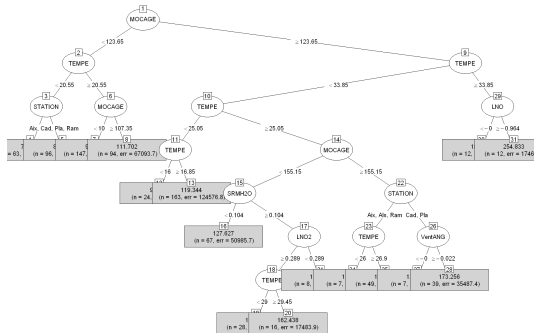 1
MOCAGE
< 123.65
≥ 123.65
2
TEMPE
9
TEMPE
< 20.55
≥ 20.55
< 33.85
≥ 33.85
3
STATION
6
MOCAGE
10
TEMPE
29
LNO
Aix, Cad, Pla, Ram
< 10 ≥ 107.35
< 25.05
≥ 25.05
< -0 ≥ -0.964
111.702
(n = 94, err = 67093.7)
254.833
(n = 12, err = 1746
11
TEMPE
14
MOCAGE
< 16 ≥ 16.85
< 155.15
≥ 155.15
119.344
(n = 163, err = 124576.8)
15
SRMH2O
22
STATION
< 0.104
≥ 0.104
Aix, Als, Ram Cad, Pla
16
127.627
(n = 67, err = 50985.7)
17
LNO2
23
TEMPE
26
VentANG
≥ 0.289 < 0.289
< 26 ≥ 26.9
< -0 ≥ -0.022
18
TEMPE
173.256
(n = 39, err = 35487.4)
< 29 ≥ 29.45
20
162.438
(n = 28,
(n = 16, err = 17483.9)